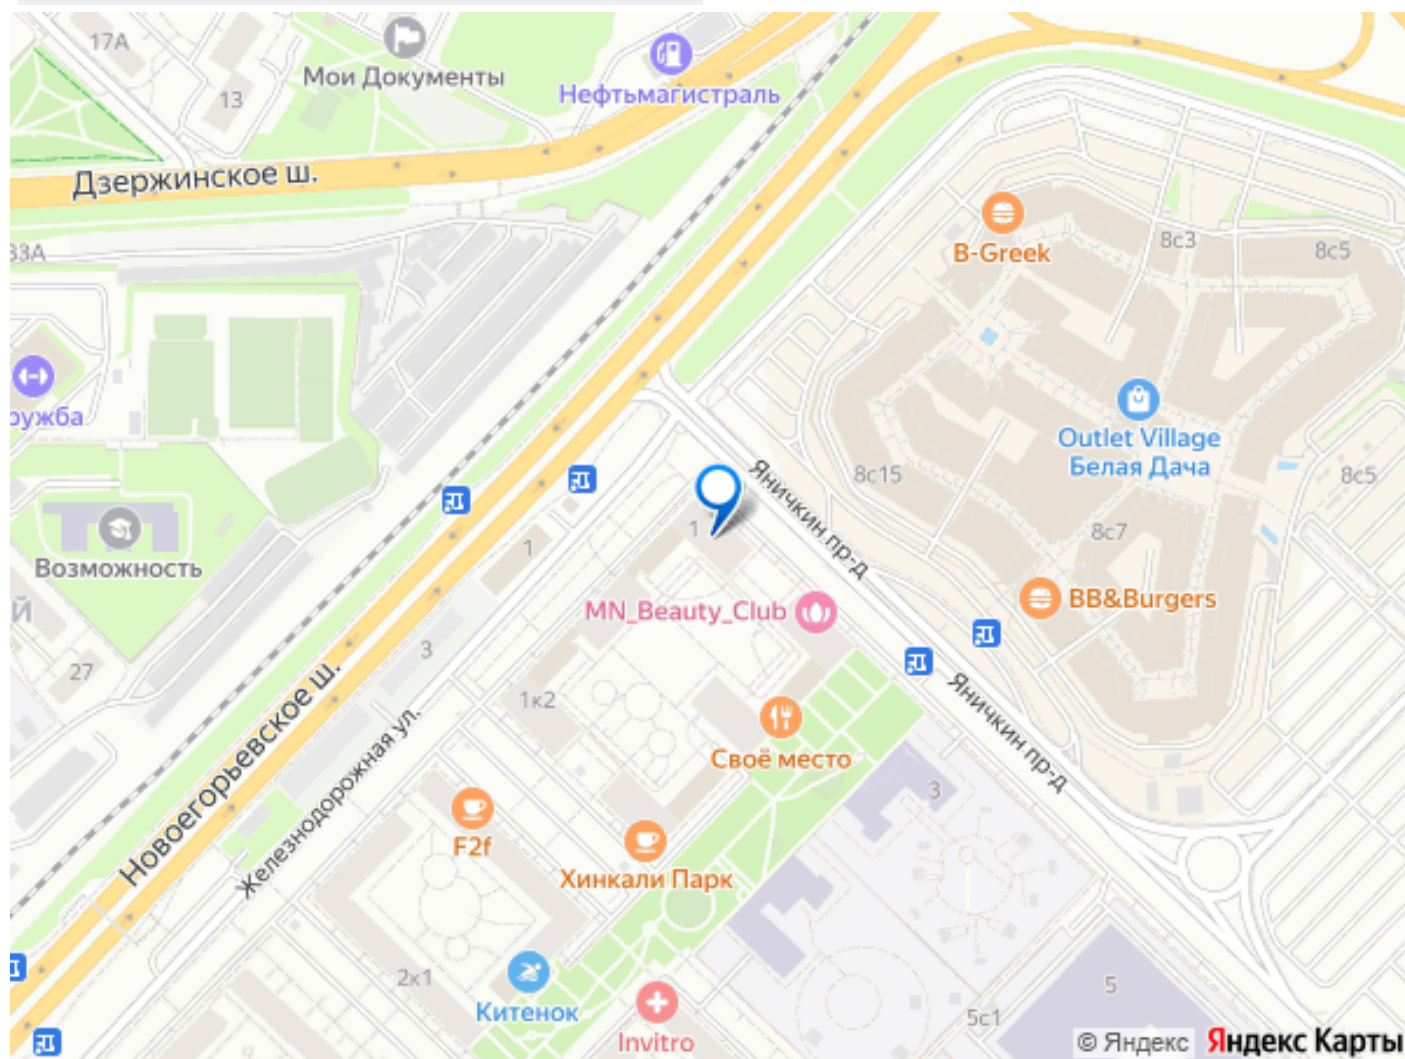 17А
Мои Документы
13
Нефтьмагистраль
Дзержинское ш.
33А
B-Greek
8с3
8с5
ружба
Outlet Village
Белая Дача
8с15
8с5
Яничкин пр-д
8с7
1
1
Возможность
Й
MN_Beauty_Club
BB&Burgers
27
3
1к2
Новоегорьевское ш.
Железнодорожная ул.
Яничкин пр-д
Своё место
3
F2f
Хинкали Парк
2к1
Китенок
5
5с1
Invitro
© Яндекс Яндекс Карты